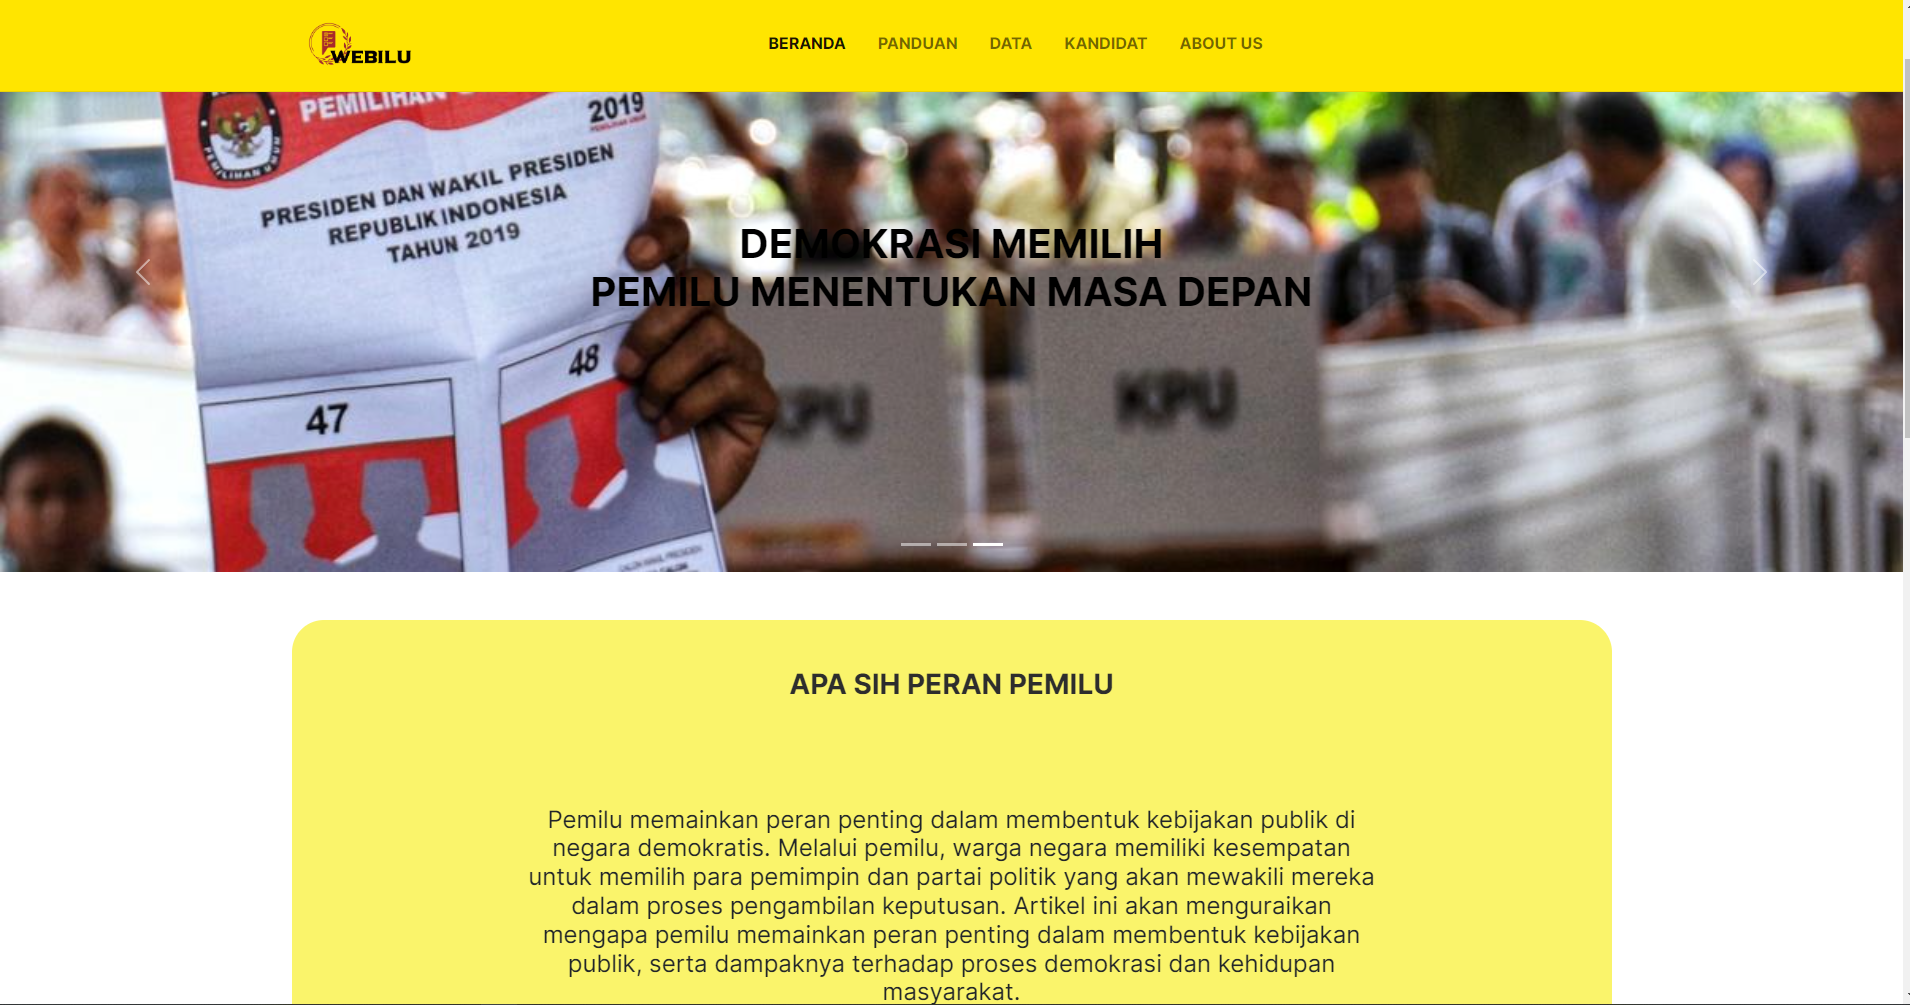 WEBILU
BERANDA PANDUAN DATA KANDIDAT ABOUT US
PEMILIHAN
2019
PEMILIHAN UMUM
PRESIDEN DAN WAKIL PRESIDEN
REPUBLIK INDONESIA
TAHUN 2019
DEMOKRASI MEMILIH
PEMILU MENENTUKAN MASA DEPAN
47
48
KPU
KPU
APA SIH PERAN PEMILU
Pemilu memainkan peran penting dalam membentuk kebijakan publik di
negara demokratis. Melalui pemilu, warga negara memiliki kesempatan
untuk memilih para pemimpin dan partai politik yang akan mewakili mereka
dalam proses pengambilan keputusan. Artikel ini akan menguraikan
mengapa pemilu memainkan peran penting dalam membentuk kebijakan
publik, serta dampaknya terhadap proses demokrasi dan kehidupan
masyarakat.